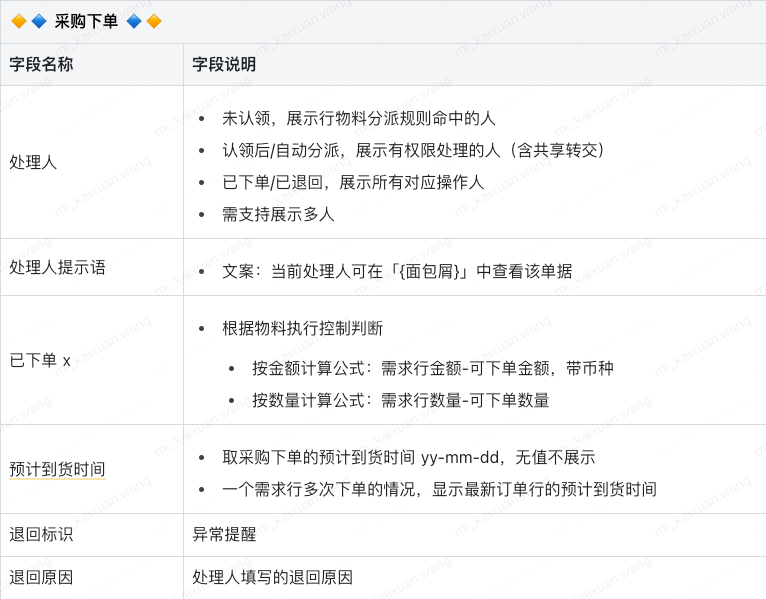 采购下单
字段名称
字段说明
处理人
未认领，展示行物料分派规则命中的人
认领后/自动分派，展示有权限处理的人（含共享转交）
已下单/已退回，展示所有对应操作人
需支持展示多人
处理人提示语
文案：当前处理人可在「{面包屑}」中查看该单据
已下单 x
根据物料执行控制判断
按金额计算公式：需求行金额-可下单金额，带币种
按数量计算公式：需求行数量-可下单数量
预计到货时间
取采购下单的预计到货时间 yy-mm-dd，无值不展示
一个需求行多次下单的情况，显示最新订单行的预计到货时间
退回标识
异常提醒
退回原因
处理人填写的退回原因
mi_kaixuan.wang